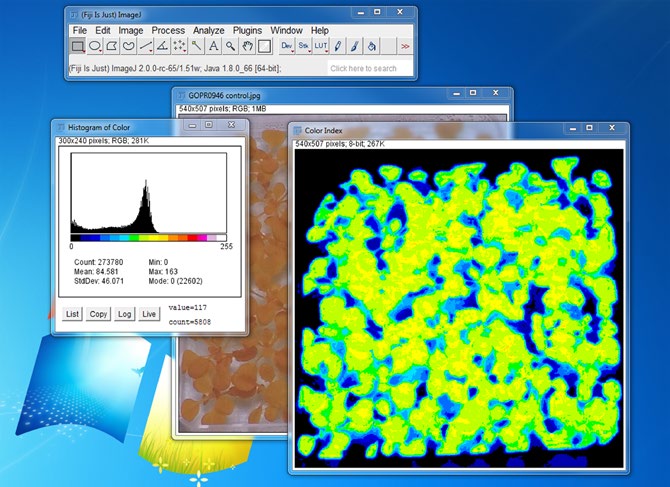 (Fiji Is Just) ImageJ
File Edit Image Process Analyze Plugins Window Help
A Dev Stk LUT >>
(Fiji Is Just) ImageJ 2.0.0-rc-65/1.51w; Java 1.8.0_66 [64-bit]; Click here to search
GOPR0946 control.jpg
540x507 pixels; RGB; 1MB
Histogram of Color
300x240 pixels; RGB; 281K
0 255
Count: 273780 Min: 0
Mean: 84.581 Max: 163
StdDev: 46.071 Mode: 0 (22602)
List Copy Log Live
value=117
count=5808
Color Index
540x507 pixels; 8-bit; 267K